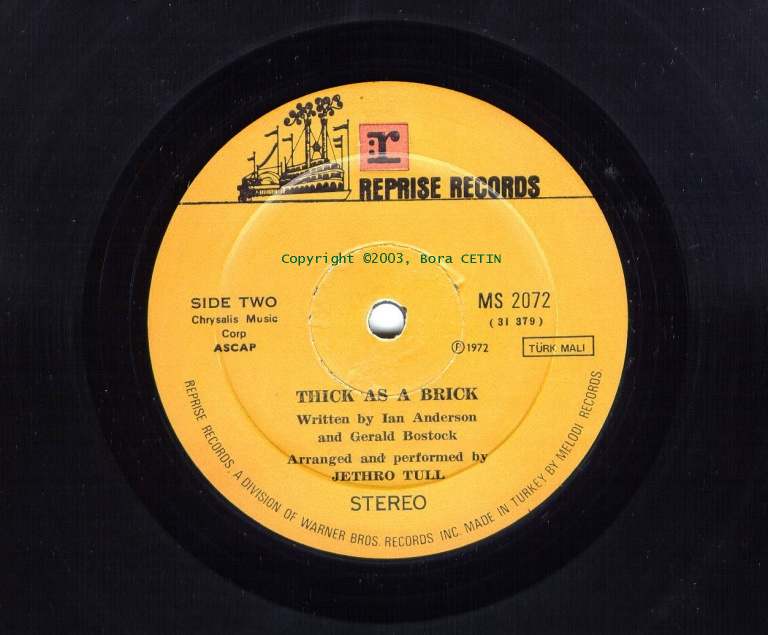 r
REPRISE RECORDS
Copyright ©2003, Bora CETIN
SIDE TWO
Chrysalis Music
Corp
ASCAP
MS 2072
( 31 379 )
Ⓟ1972
TÜRK MALI
THICK AS A BRICK
Written by Ian Anderson
and Gerald Bostock
Arranged and performed by
JETHRO TULL
STEREO
REPRISE RECORDS, A DIVISION OF WARNER BROS. RECORDS INC. MADE IN TURKEY BY MELODI RECORDS.